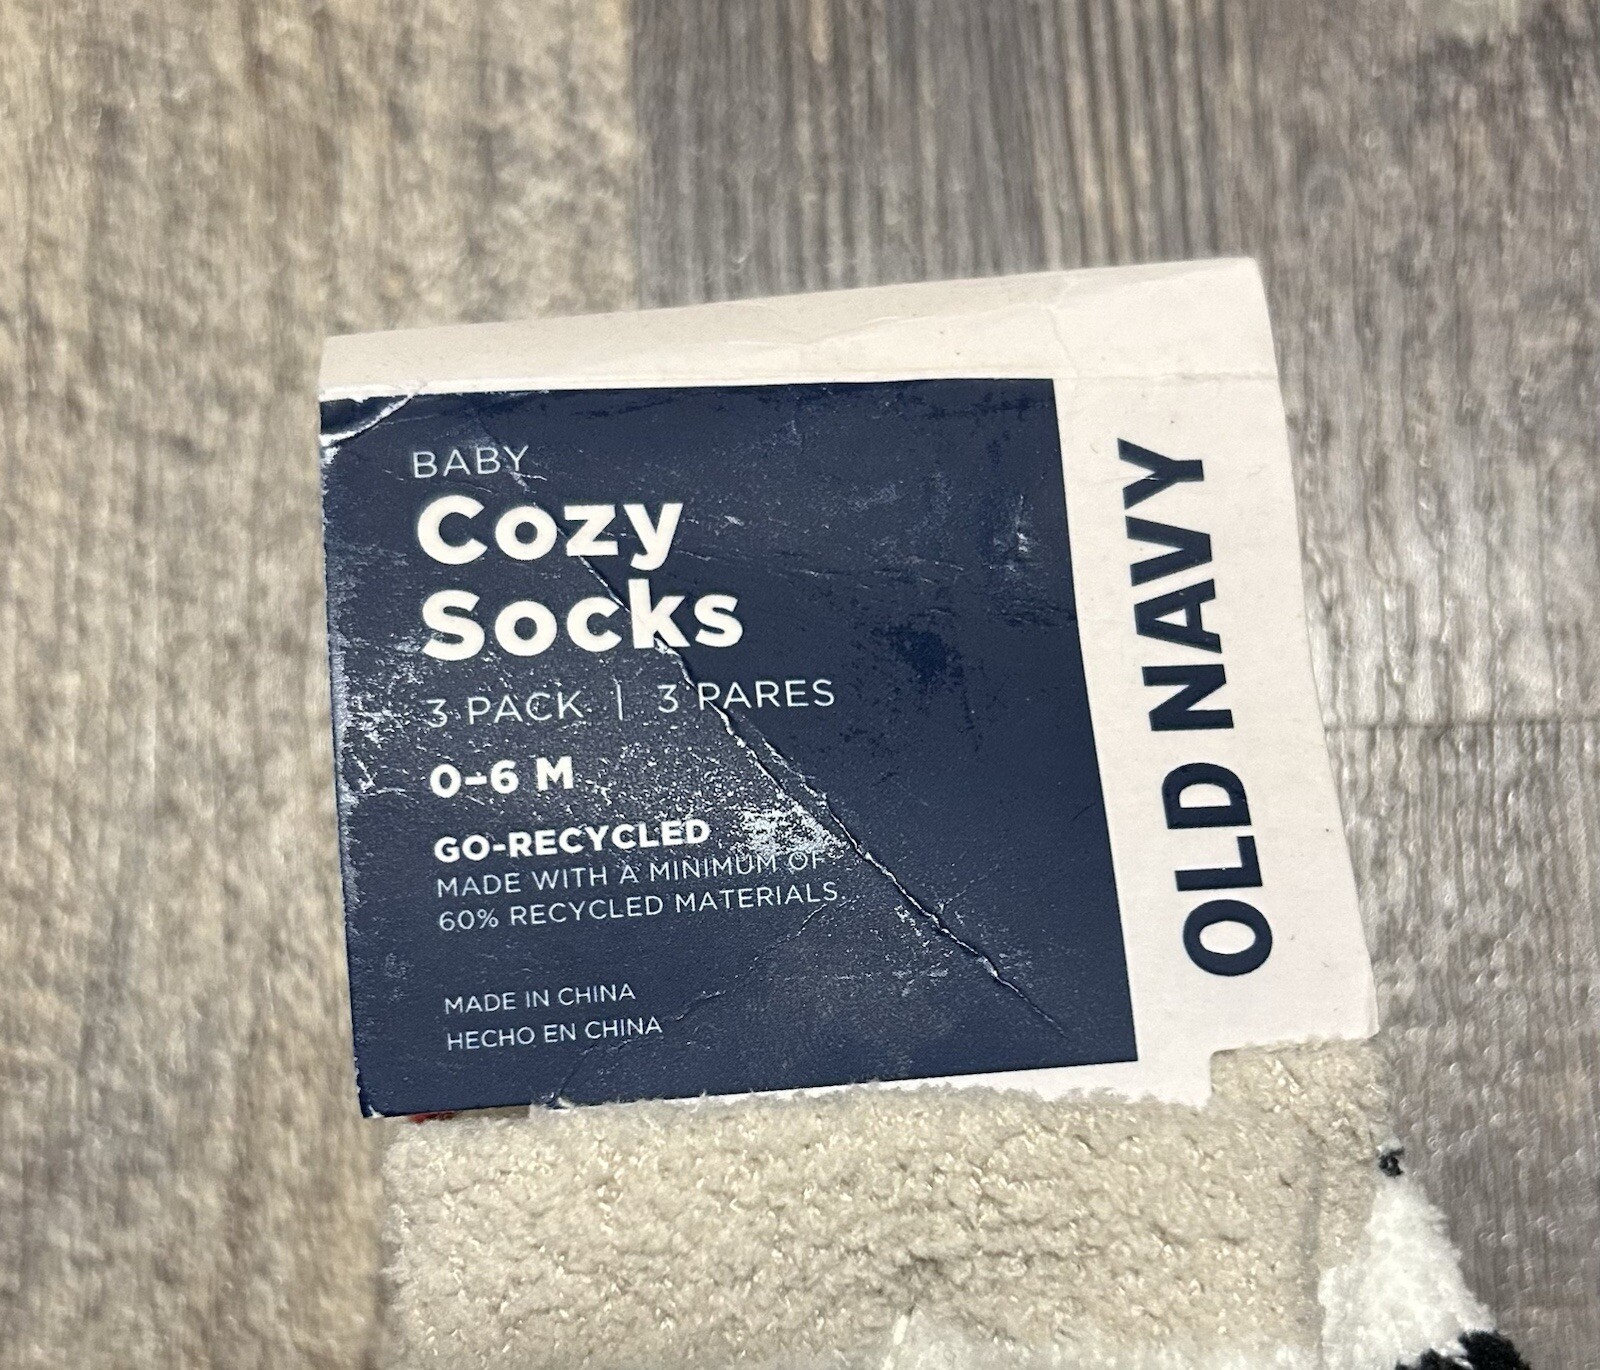 BABY
Cozy
Socks
3 PACK | 3 PARES
0-6 M
GO-RECYCLED
MADE WITH A MINIMUM OF
60% RECYCLED MATERIALS.
MADE IN CHINA
HECHO EN CHINA
OLD NAVY